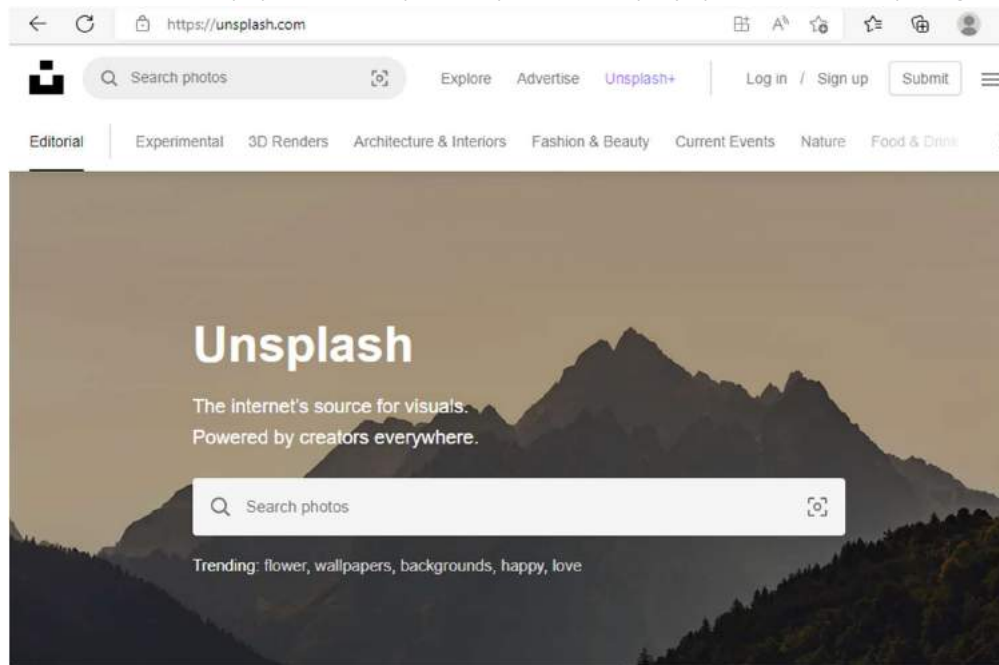 https://unsplash.com
Search photos
Explore Advertise Unsplash+ Log in / Sign up Submit
Editorial Experimental 3D Renders Architecture & Interiors Fashion & Beauty Current Events Nature Food & Drink
Unsplash
The internet's source for visuals.
Powered by creators everywhere.
Search photos
Trending: flower, wallpapers, backgrounds, happy, love